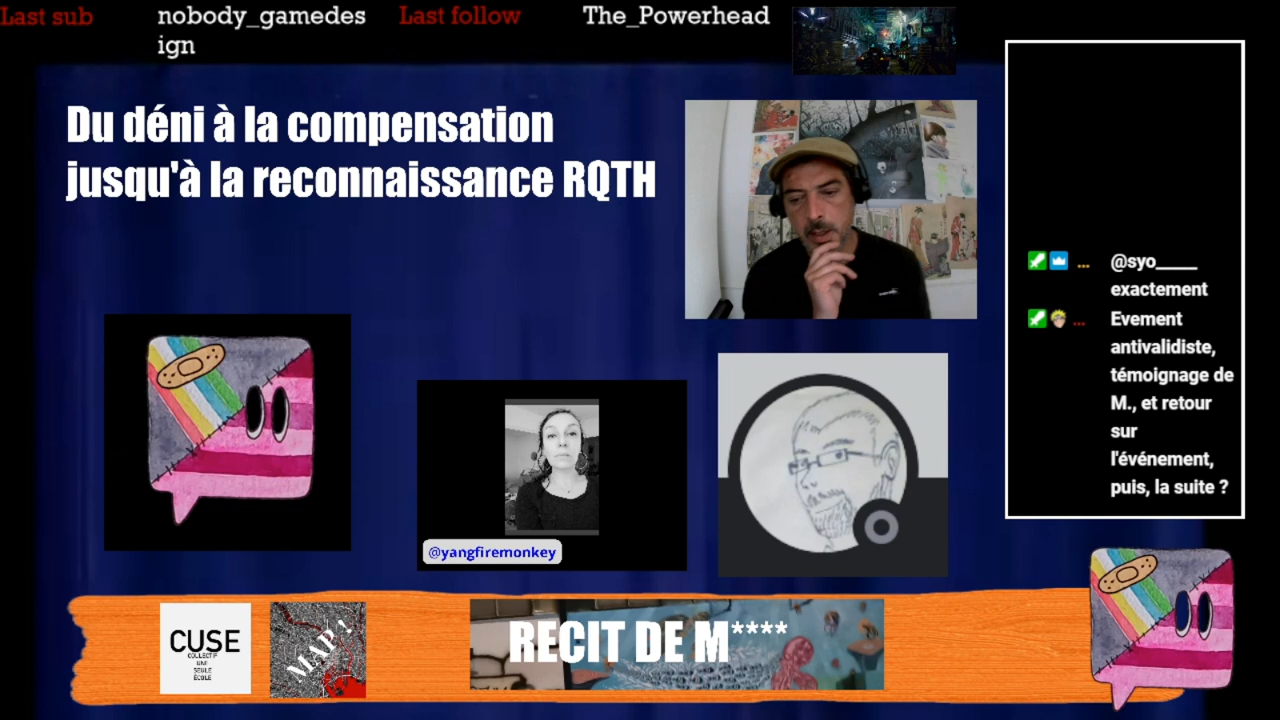 Last sub
nobody_gamedes
ign
Last follow
The_Powerhead
Du déni à la compensation
jusqu'à la reconnaissance RQTH
@syo____
exactement
Evement
antivalidiste,
témoignage de
M., et retour
sur
l'événement,
puis, la suite ?
@yangfiremonkey
CUSE
COLLECTIF
UNE
SEULE
ÉCOLE
MAP !
RECIT DE M****